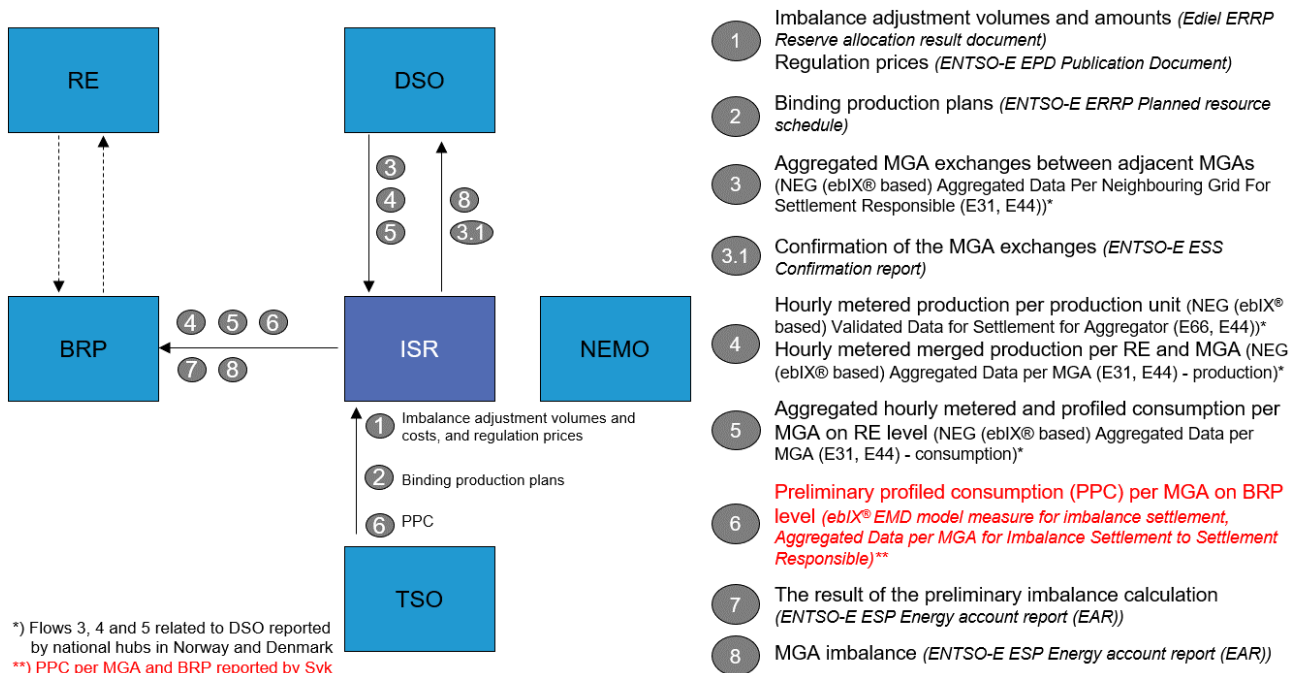 RE
DSO
3
4
5
8
3.1
BRP
4 5 6
7 8
ISR
NEMO
1 Imbalance adjustment volumes and
costs, and regulation prices
2 Binding production plans
6 PPC
TSO
*) Flows 3, 4 and 5 related to DSO reported
by national hubs in Norway and Denmark
**) PPC per MGA and BRP reported by Svk
1
Imbalance adjustment volumes and amounts (Ediel ERRP
Reserve allocation result document)
Regulation prices (ENTSO-E EPD Publication Document)
2
Binding production plans (ENTSO-E ERRP Planned resource
schedule)
3
Aggregated MGA exchanges between adjacent MGAs
(NEG (ebIX® based) Aggregated Data Per Neighbouring Grid For
Settlement Responsible (E31, E44))*
3.1
Confirmation of the MGA exchanges (ENTSO-E ESS
Confirmation report)
4
Hourly metered production per production unit (NEG (ebIX®
based) Validated Data for Settlement for Aggregator (E66, E44))*
Hourly metered merged production per RE and MGA (NEG
(ebIX® based) Aggregated Data per MGA (E31, E44) - production)*
5
Aggregated hourly metered and profiled consumption per
MGA on RE level (NEG (ebIX® based) Aggregated Data per
MGA (E31, E44) - consumption)*
6
Preliminary profiled consumption (PPC) per MGA on BRP
level (ebIX® EMD model measure for imbalance settlement,
Aggregated Data per MGA for Imbalance Settlement to Settlement
Responsible)**
7
The result of the preliminary imbalance calculation
(ENTSO-E ESP Energy account report (EAR))
8
MGA imbalance (ENTSO-E ESP Energy account report (EAR))